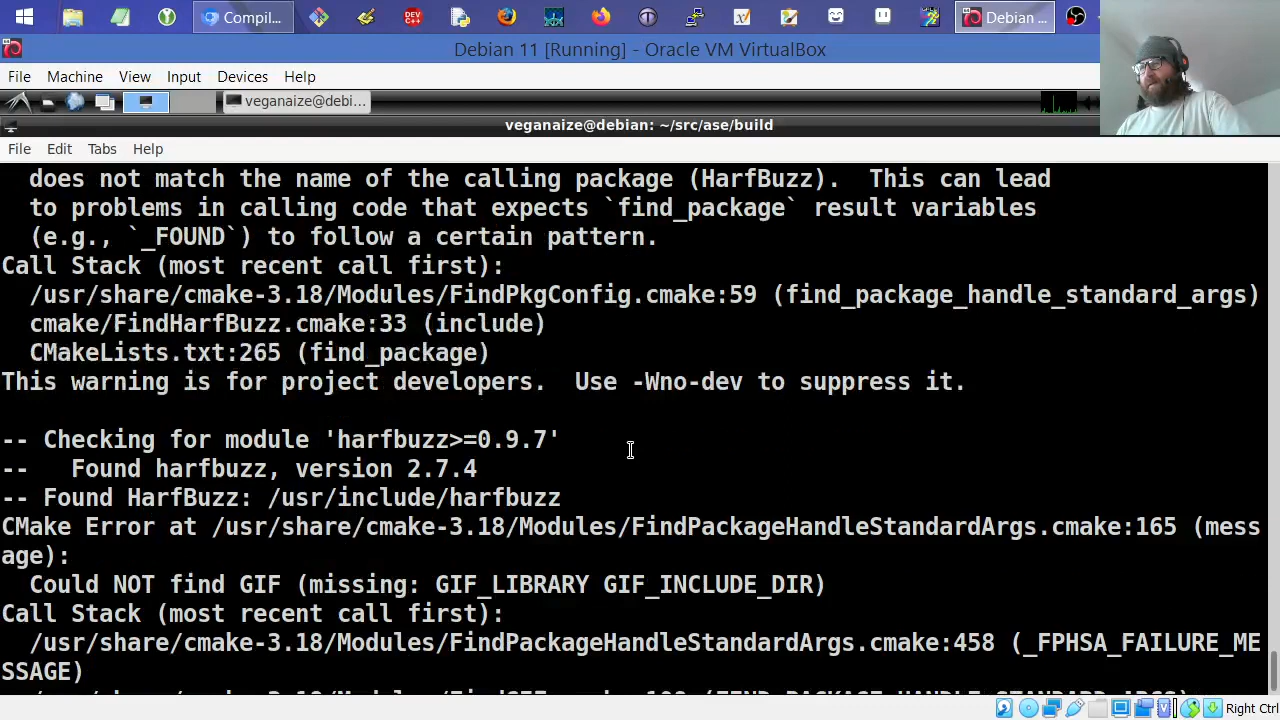 Compil...
Debian ...
Debian 11 [Running] - Oracle VM VirtualBox
File Machine View Input Devices Help
veganaize@debi...
veganaize@debian: ~/src/ase/build
File Edit Tabs Help
does not match the name of the calling package (HarfBuzz).  This can lead
to problems in calling code that expects `find_package` result variables
(e.g., `_FOUND`) to follow a certain pattern.
Call Stack (most recent call first):
/usr/share/cmake-3.18/Modules/FindPkgConfig.cmake:59 (find_package_handle_standard_args)
cmake/FindHarfBuzz.cmake:33 (include)
CMakeLists.txt:265 (find_package)
This warning is for project developers.  Use -Wno-dev to suppress it.
-- Checking for module 'harfbuzz>=0.9.7'
--   Found harfbuzz, version 2.7.4
-- Found HarfBuzz: /usr/include/harfbuzz
CMake Error at /usr/share/cmake-3.18/Modules/FindPackageHandleStandardArgs.cmake:165 (mess
age):
Could NOT find GIF (missing: GIF_LIBRARY GIF_INCLUDE_DIR)
Call Stack (most recent call first):
/usr/share/cmake-3.18/Modules/FindPackageHandleStandardArgs.cmake:458 (_FPHSA_FAILURE_ME
SSAGE)
Right Ctrl